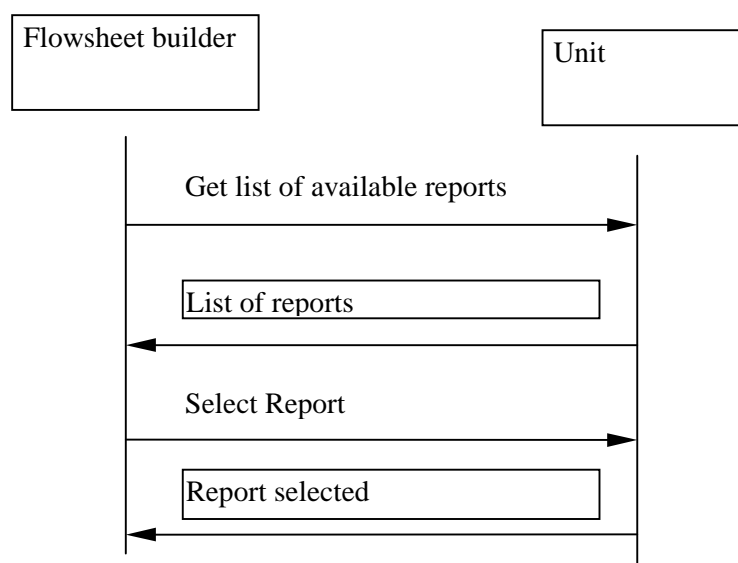 Flowsheet builder
Unit
Get list of available reports
List of reports
Select Report
Report selected